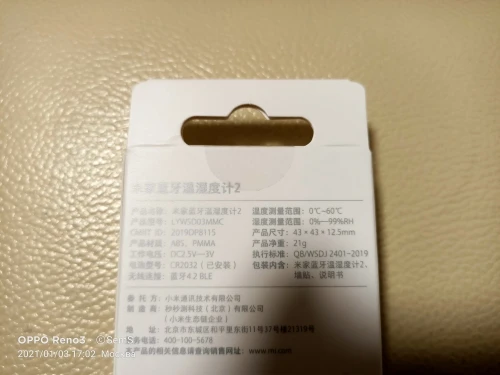 米家蓝牙温湿度计2
产品名称：米家蓝牙温湿度计2
产品型号：LYWSD03MMC
CMIIT ID：2019DP8115
产品材质：ABS、PMMA
工作电压：DC2.5V—3V
电池型号：CR2032（已安装）
无线连接：蓝牙4.2 BLE
温度测量范围：0℃~60℃
湿度测量范围：0%—99%RH
产品尺寸：43×43×12.5mm
产品净重：21g
执行标准：QB/WSDJ 2401-2019
包装内含：米家蓝牙温湿度计2、
墙贴、说明书
委 托 方：小米通讯技术有限公司
制 造 商：秒秒测科技（北京）有限公司
（小米生态链企业）
地 址：北京市东城区和平里东街11号37号楼21319号
服务电话：400-100-5678
本产品的相关信息请查询销售官网：www.mi.com
OPPO Reno3
2021/01/03 17:02